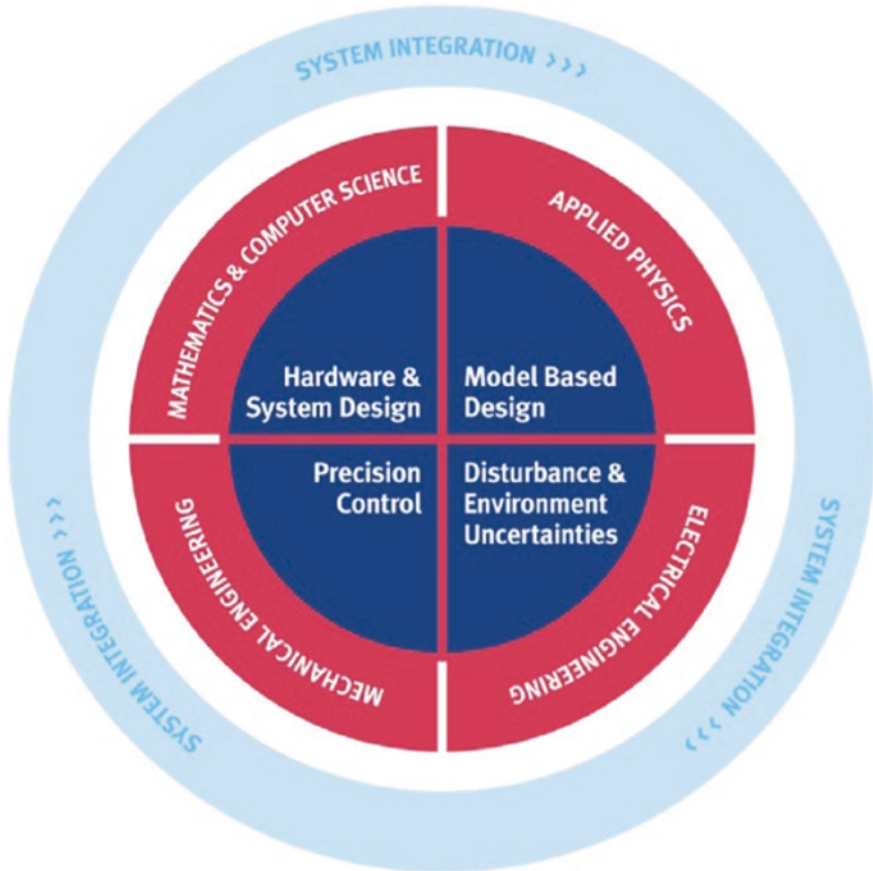 SYSTEM INTEGRATION >>>
MATHEMATICS & COMPUTER SCIENCE
APPLIED PHYSICS
Hardware &
System Design
Model Based
Design
Precision
Control
Disturbance &
Environment
Uncertainties
MECHANICAL ENGINEERING
ELECTRICAL ENGINEERING
SYSTEM INTEGRATION >>>
SYSTEM INTEGRATION >>>